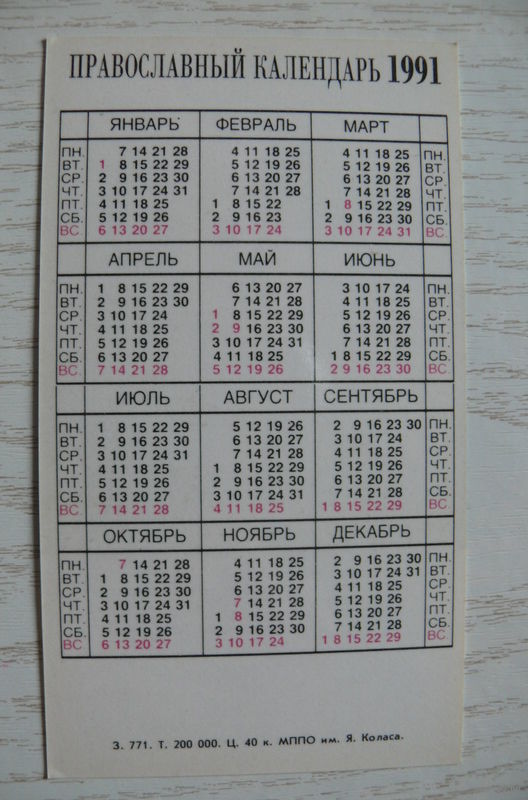 ПРАВОСЛАВНЫЙ КАЛЕНДАРЬ 1991
ЯНВАРЬ ФЕВРАЛЬ МАРТ
ПН. 7 14 21 28 4 11 18 25 4 11 18 25 ПН.
ВТ. 1 8 15 22 29 5 12 19 26 5 12 19 26 ВТ.
СР. 2 9 16 23 30 6 13 20 27 6 13 20 27 СР.
ЧТ. 3 10 17 24 31 7 14 21 28 7 14 21 28 ЧТ.
ПТ. 4 11 18 25 1 8 15 22 1 8 15 22 29 ПТ.
СБ. 5 12 19 26 2 9 16 23 2 9 16 23 30 СБ.
ВС. 6 13 20 27 3 10 17 24 3 10 17 24 31 ВС.
АПРЕЛЬ МАЙ ИЮНЬ
ПН. 1 8 15 22 29 6 13 20 27 3 10 17 24 ПН.
ВТ. 2 9 16 23 30 7 14 21 28 4 11 18 25 ВТ.
СР. 3 10 17 24 1 8 15 22 29 5 12 19 26 СР.
ЧТ. 4 11 18 25 2 9 16 23 30 6 13 20 27 ЧТ.
ПТ. 5 12 19 26 3 10 17 24 31 7 14 21 28 ПТ.
СБ. 6 13 20 27 4 11 18 25 1 8 15 22 29 СБ.
ВС. 7 14 21 28 5 12 19 26 2 9 16 23 30 ВС.
ИЮЛЬ АВГУСТ СЕНТЯБРЬ
ПН. 1 8 15 22 29 5 12 19 26 2 9 16 23 30 ПН.
ВТ. 2 9 16 23 30 6 13 20 27 3 10 17 24 ВТ.
СР. 3 10 17 24 31 7 14 21 28 4 11 18 25 СР.
ЧТ. 4 11 18 25 1 8 15 22 29 5 12 19 26 ЧТ.
ПТ. 5 12 19 26 2 9 16 23 30 6 13 20 27 ПТ.
СБ. 6 13 20 27 3 10 17 24 31 7 14 21 28 СБ.
ВС. 7 14 21 28 4 11 18 25 1 8 15 22 29 ВС.
ОКТЯБРЬ НОЯБРЬ ДЕКАБРЬ
ПН. 7 14 21 28 4 11 18 25 2 9 16 23 30 ПН.
ВТ. 1 8 15 22 29 5 12 19 26 3 10 17 24 31 ВТ.
СР. 2 9 16 23 30 6 13 20 27 4 11 18 25 СР.
ЧТ. 3 10 17 24 31 7 14 21 28 5 12 19 26 ЧТ.
ПТ. 4 11 18 25 1 8 15 22 29 6 13 20 27 ПТ.
СБ. 5 12 19 26 2 9 16 23 30 7 14 21 28 СБ.
ВС. 6 13 20 27 3 10 17 24 1 8 15 22 29 ВС.
З. 771. Т. 200 000. Ц. 40 к. МППО им. Я. Коласа.